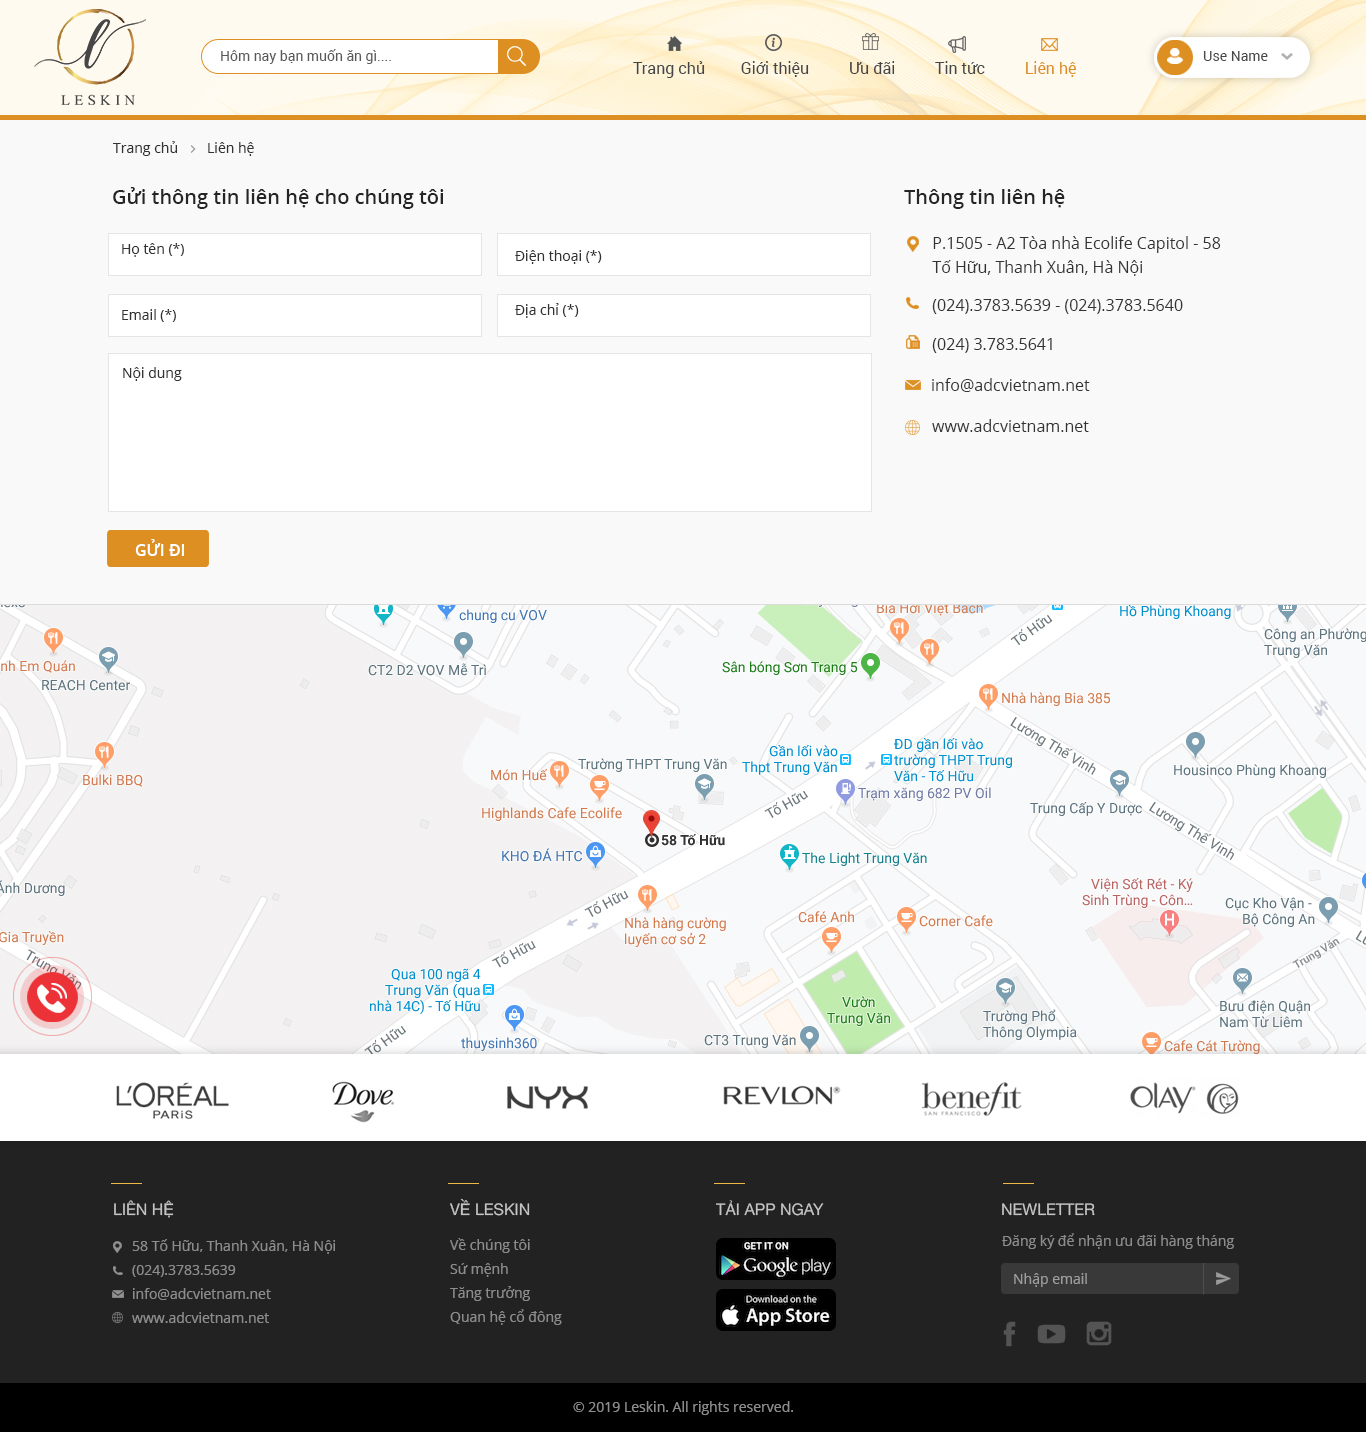 LESKIN
Hôm nay bạn muốn ăn gì....
Trang chủ
Giới thiệu
Ưu đãi
Tin tức
Liên hệ
Use Name
Trang chủ
Liên hệ
Gửi thông tin liên hệ cho chúng tôi
Họ tên (*)
Điện thoại (*)
Email (*)
Địa chỉ (*)
Nội dung
GỬI ĐI
Thông tin liên hệ
P.1505 - A2 Tòa nhà Ecolife Capitol - 58
Tố Hữu, Thanh Xuân, Hà Nội
(024).3783.5639 - (024).3783.5640
(024) 3.783.5641
info@adcvietnam.net
www.adcvietnam.net
chung cu VOV
Bia Hơi Việt Bách
Hồ Phùng Khoang
Tố Hữu
Công an Phường
Trung Văn
nh Em Quán
REACH Center
CT2 D2 VOV Mễ Trì
Sân bóng Sơn Trang 5
Nhà hàng Bia 385
Lương Thế Vinh
Bulki BBQ
Món Huế
Trường THPT Trung Văn
Highlands Cafe Ecolife
Gần lối vào
Thpt Trung Văn
ĐD gần lối vào
trường THPT Trung
Văn - Tố Hữu
Trạm xăng 682 PV Oil
Tố Hữu
Housinco Phùng Khoang
Trung Cấp Y Dược
Lương Thế Vinh
58 Tố Hữu
KHO ĐÁ HTC
The Light Trung Văn
Ánh Dương
Gia Truyền
Trung Văn
Tố Hữu
Nhà hàng cường
luyến cơ sở 2
Café Anh
Corner Cafe
Viện Sốt Rét - Ký
Sinh Trùng - Côn...
Cục Kho Vận -
Bộ Công An
Trung Văn
Tố Hữu
Qua 100 ngã 4
Trung Văn (qua
nhà 14C) - Tố Hữu
Tố Hữu
thuysinh360
CT3 Trung Văn
Vườn
Trung Văn
Trường Phổ
Thông Olympia
Bưu điện Quận
Nam Từ Liêm
Cafe Cát Tường
L'ORÉAL
PARIS
Dove
NYX
REVLON®
benefit
SAN FRANCISCO
OLAY
LIÊN HỆ
58 Tố Hữu, Thanh Xuân, Hà Nội
(024).3783.5639
info@adcvietnam.net
www.adcvietnam.net
VỀ LESKIN
Về chúng tôi
Sứ mệnh
Tăng trưởng
Quan hệ cổ đông
TẢI APP NGAY
GET IT ON
Google play
Download on the
App Store
NEWLETTER
Đăng ký để nhận ưu đãi hàng tháng
Nhập email
© 2019 Leskin. All rights reserved.